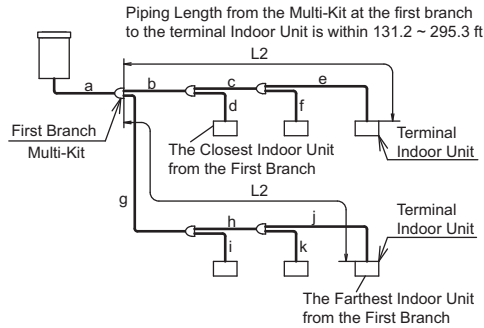 Piping Length from the Multi-Kit at the first branch
to the terminal Indoor Unit is within 131.2 ~ 295.3 ft
L2
a
b
c
e
d
f
First Branch
Multi-Kit
The Closest Indoor Unit
from the First Branch
Terminal
Indoor Unit
L2
g
h
j
i
k
Terminal
Indoor Unit
The Farthest Indoor Unit
from the First Branch